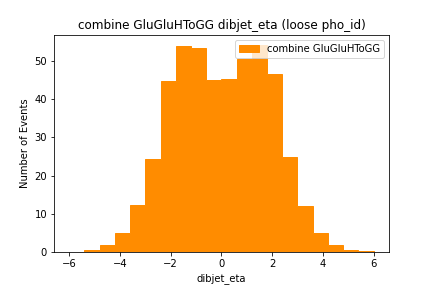 combine GluGluHToGG dibjet_eta (loose pho_id)
combine GluGluHToGG
Number of Events
50
40
30
20
10
0
−6 −4 −2 0 2 4 6
dibjet_eta